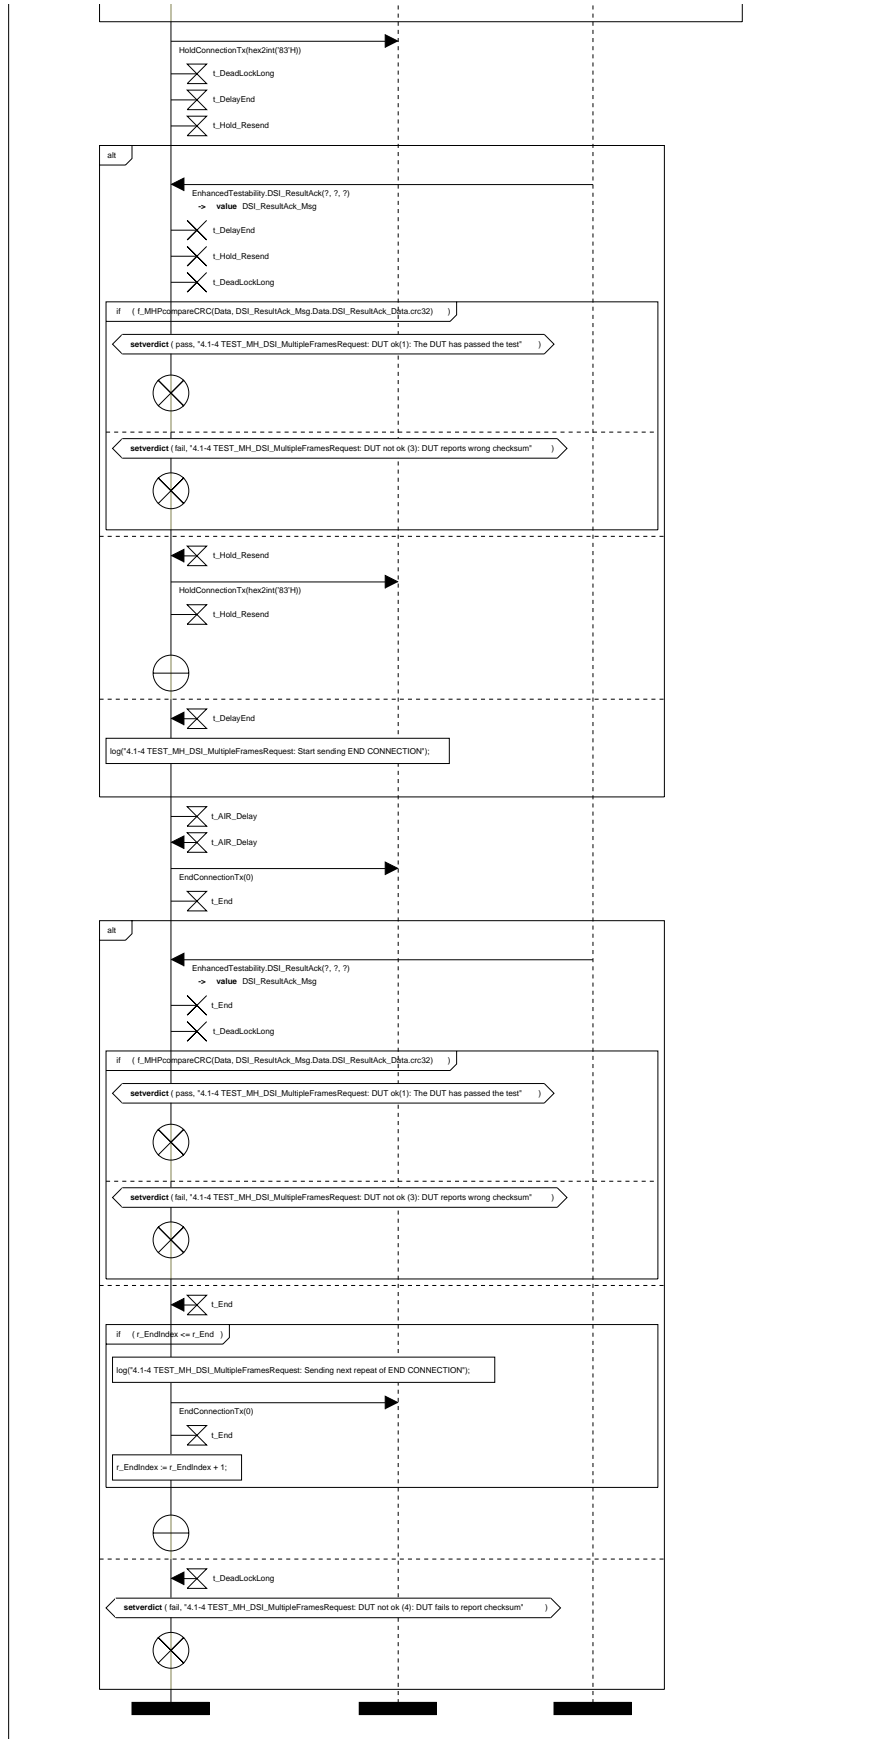 HoldConnectionTx(hex2int('83'H))
t_DeadLockLong
t_DelayEnd
t_Hold_Resend
alt
EnhancedTestability.DSI_ResultAck(?, ?, ?)
-> value DSI_ResultAck_Msg
t_DelayEnd
t_Hold_Resend
t_DeadLockLong
if ( f_MHPcompareCRC(Data, DSI_ResultAck_Msg.Data.DSI_ResultAck_Data.crc32) )
setverdict ( pass, "4.1-4 TEST_MH_DSI_MultipleFramesRequest: DUT ok(1): The DUT has passed the test" )
setverdict ( fail, "4.1-4 TEST_MH_DSI_MultipleFramesRequest: DUT not ok (3): DUT reports wrong checksum" )
t_Hold_Resend
HoldConnectionTx(hex2int('83'H))
t_Hold_Resend
t_DelayEnd
log("4.1-4 TEST_MH_DSI_MultipleFramesRequest: Start sending END CONNECTION");
t_AIR_Delay
t_AIR_Delay
EndConnectionTx(0)
t_End
alt
EnhancedTestability.DSI_ResultAck(?, ?, ?)
-> value DSI_ResultAck_Msg
t_End
t_DeadLockLong
if ( f_MHPcompareCRC(Data, DSI_ResultAck_Msg.Data.DSI_ResultAck_Data.crc32) )
setverdict ( pass, "4.1-4 TEST_MH_DSI_MultipleFramesRequest: DUT ok(1): The DUT has passed the test" )
setverdict ( fail, "4.1-4 TEST_MH_DSI_MultipleFramesRequest: DUT not ok (3): DUT reports wrong checksum" )
t_End
if ( r_EndIndex <= r_End )
log("4.1-4 TEST_MH_DSI_MultipleFramesRequest: Sending next repeat of END CONNECTION");
EndConnectionTx(0)
t_End
r_EndIndex := r_EndIndex + 1;
t_DeadLockLong
setverdict ( fail, "4.1-4 TEST_MH_DSI_MultipleFramesRequest: DUT not ok (4): DUT fails to report checksum" )